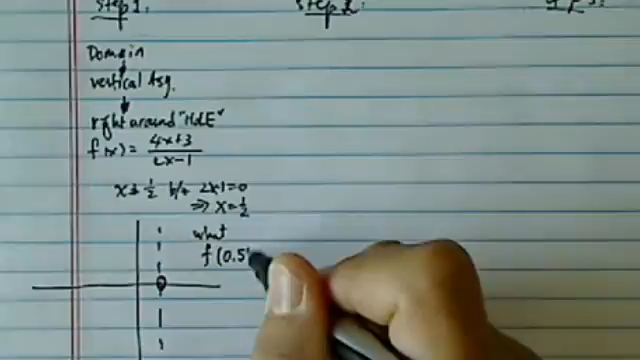 Step 1. Step 2.
Domain
vertical Asy.
right around "HOLE"
f(x) = 4x+3 / 2x-1
x ≠ 1/2 b/c 2x-1=0
⇒ x = 1/2
what
f(0.5